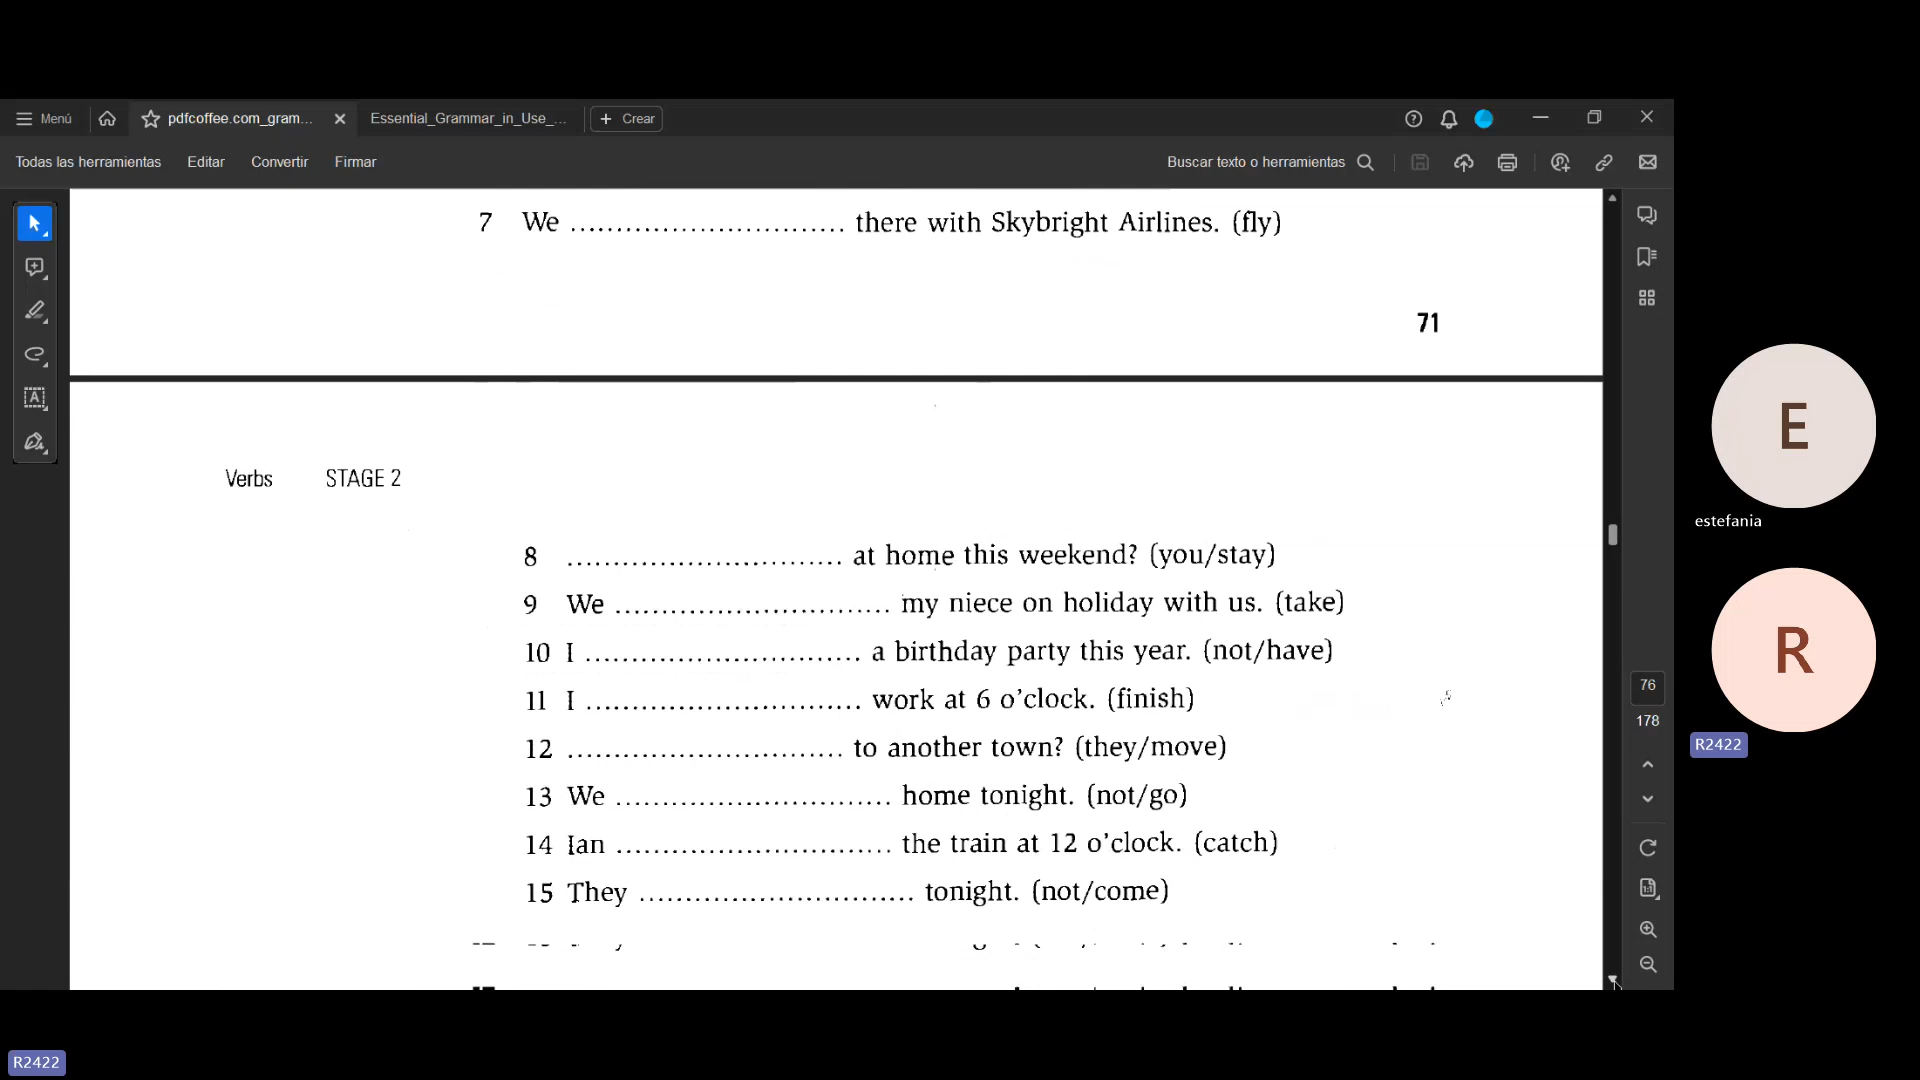 Menú
pdfcoffee.com_gram...
Essential_Grammar_in_Use_...
Crear
Todas las herramientas
Editar
Convertir
Firmar
Buscar texto o herramientas
7 We .............................. there with Skybright Airlines. (fly)
71
Verbs STAGE 2
8 .............................. at home this weekend? (you/stay)
9 We .............................. my niece on holiday with us. (take)
10 I .............................. a birthday party this year. (not/have)
11 I .............................. work at 6 o'clock. (finish)
12 .............................. to another town? (they/move)
13 We .............................. home tonight. (not/go)
14 Ian .............................. the train at 12 o'clock. (catch)
15 They .............................. tonight. (not/come)
76
178
E
estefania
R
R2422
R2422